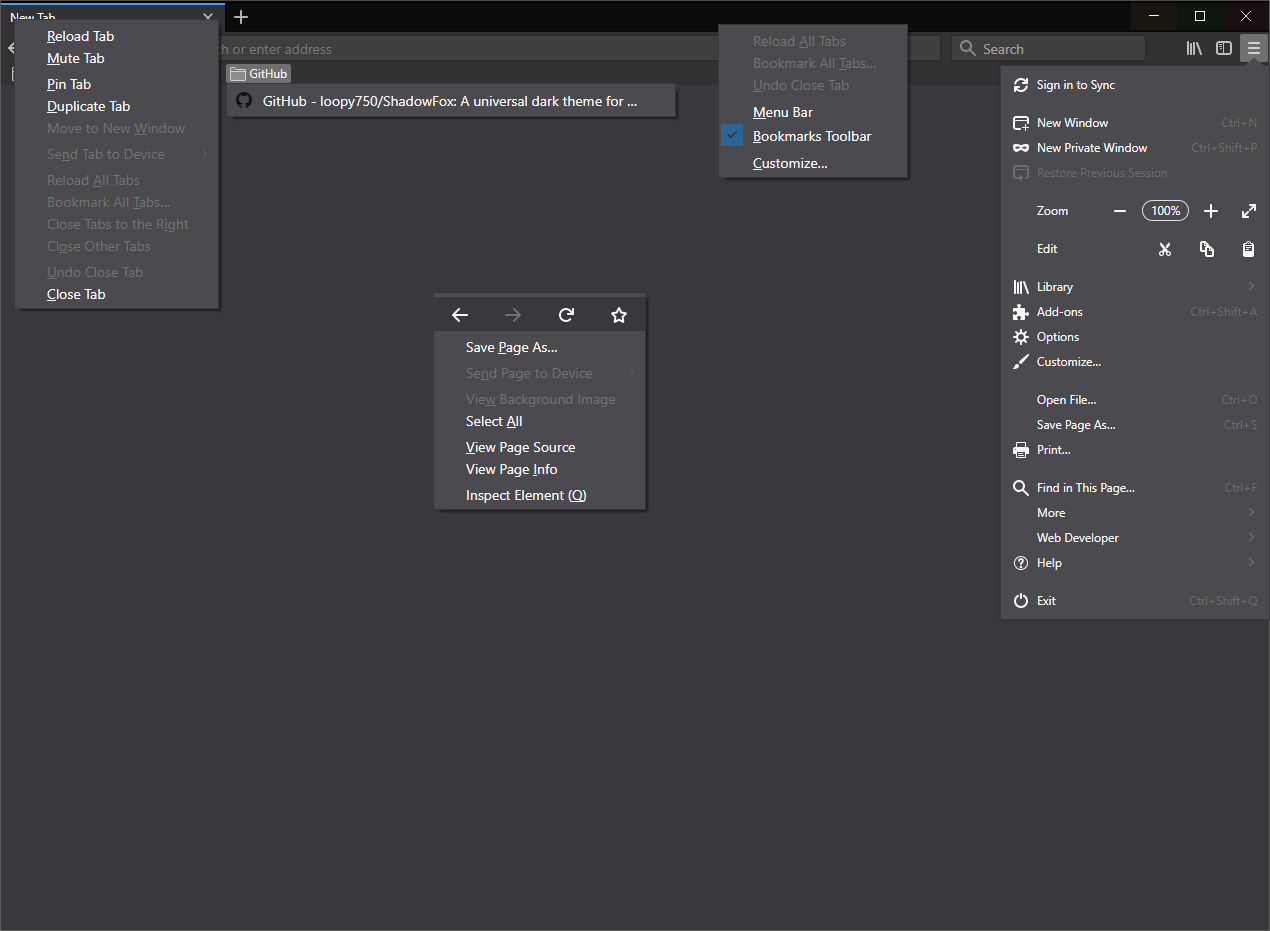 New Tab
Reload Tab
Mute Tab
Pin Tab
Duplicate Tab
Move to New Window
Send Tab to Device
Reload All Tabs
Bookmark All Tabs...
Close Tabs to the Right
Close Other Tabs
Undo Close Tab
Close Tab
or enter address
GitHub
GitHub - loopy750/ShadowFox: A universal dark theme for ...
Reload All Tabs
Bookmark All Tabs...
Undo Close Tab
Menu Bar
Bookmarks Toolbar
Customize...
Search
Save Page As...
Send Page to Device
View Background Image
Select All
View Page Source
View Page Info
Inspect Element (Q)
Sign in to Sync
New Window Ctrl+N
New Private Window Ctrl+Shift+P
Restore Previous Session
Zoom 100%
Edit
Library
Add-ons Ctrl+Shift+A
Options
Customize...
Open File... Ctrl+O
Save Page As... Ctrl+S
Print...
Find in This Page... Ctrl+F
More
Web Developer
Help
Exit Ctrl+Shift+Q